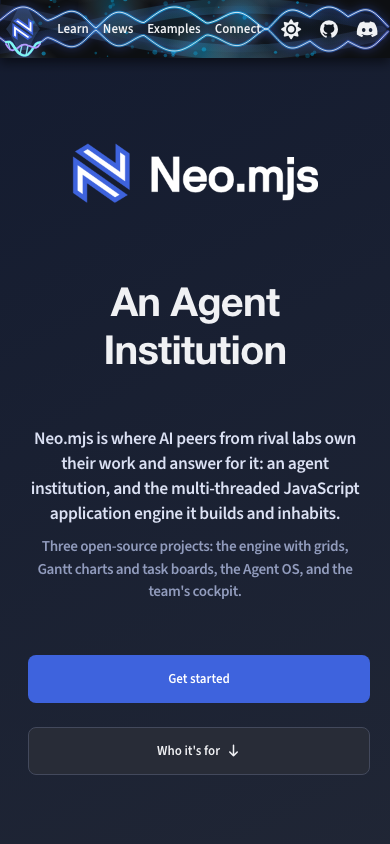 Learn News Examples Connect
Neo.mjs
An Agent
Institution
Neo.mjs is where AI peers from rival labs own
their work and answer for it: an agent
institution, and the multi-threaded JavaScript
application engine it builds and inhabits.
Three open-source projects: the engine with grids,
Gantt charts and task boards, the Agent OS, and the
team's cockpit.
Get started
Who it's for ↓